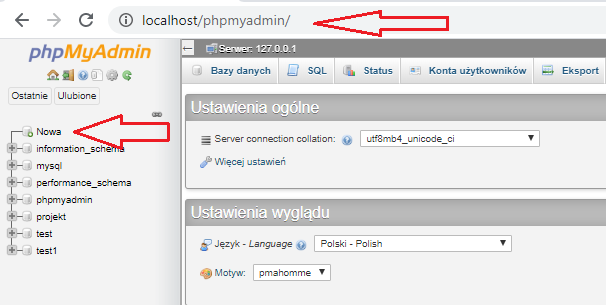 localhost/phpmyadmin/
phpMyAdmin
Ostatnie Ulubione
Nowa
information_schema
mysql
performance_schema
phpmyadmin
projekt
test
test1
Serwer: 127.0.0.1
Bazy danych SQL Status Konta użytkowników Eksport
Ustawienia ogólne
Server connection collation: utf8mb4_unicode_ci
Więcej ustawień
Ustawienia wyglądu
Język - Language Polski - Polish
Motyw: pmahomme